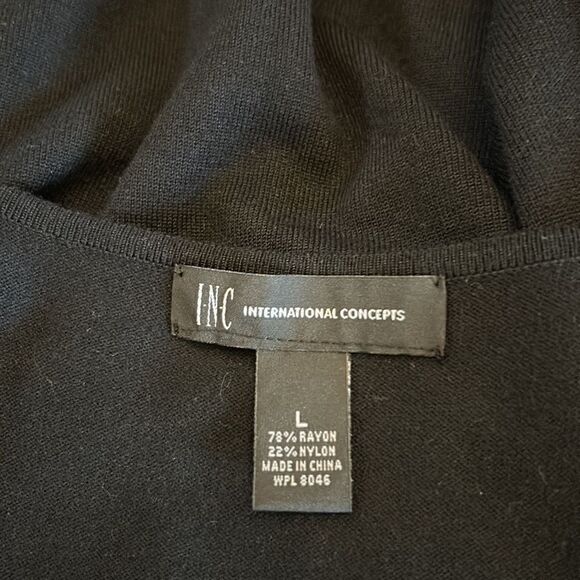 I·N·C INTERNATIONAL CONCEPTS
L
78% RAYON
22% NYLON
MADE IN CHINA
WPL 8046